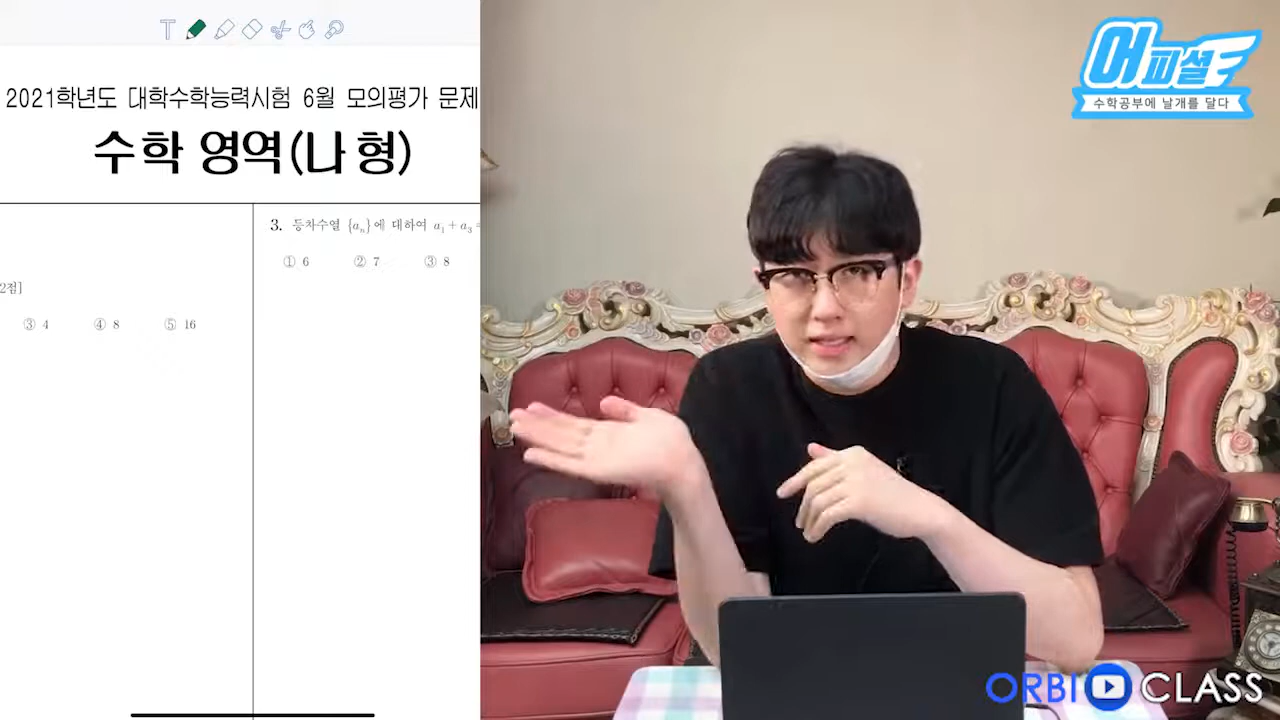 2021학년도 대학수학능력시험 6월 모의평가 문제
수학 영역(나 형)
2점]
③ 4 ④ 8 ⑤ 16
3. 등차수열 {aₙ}에 대하여 a₁ + a₃ =
① 6 ② 7 ③ 8
어피셜
수학공부에 날개를 달다
ORBI CLASS